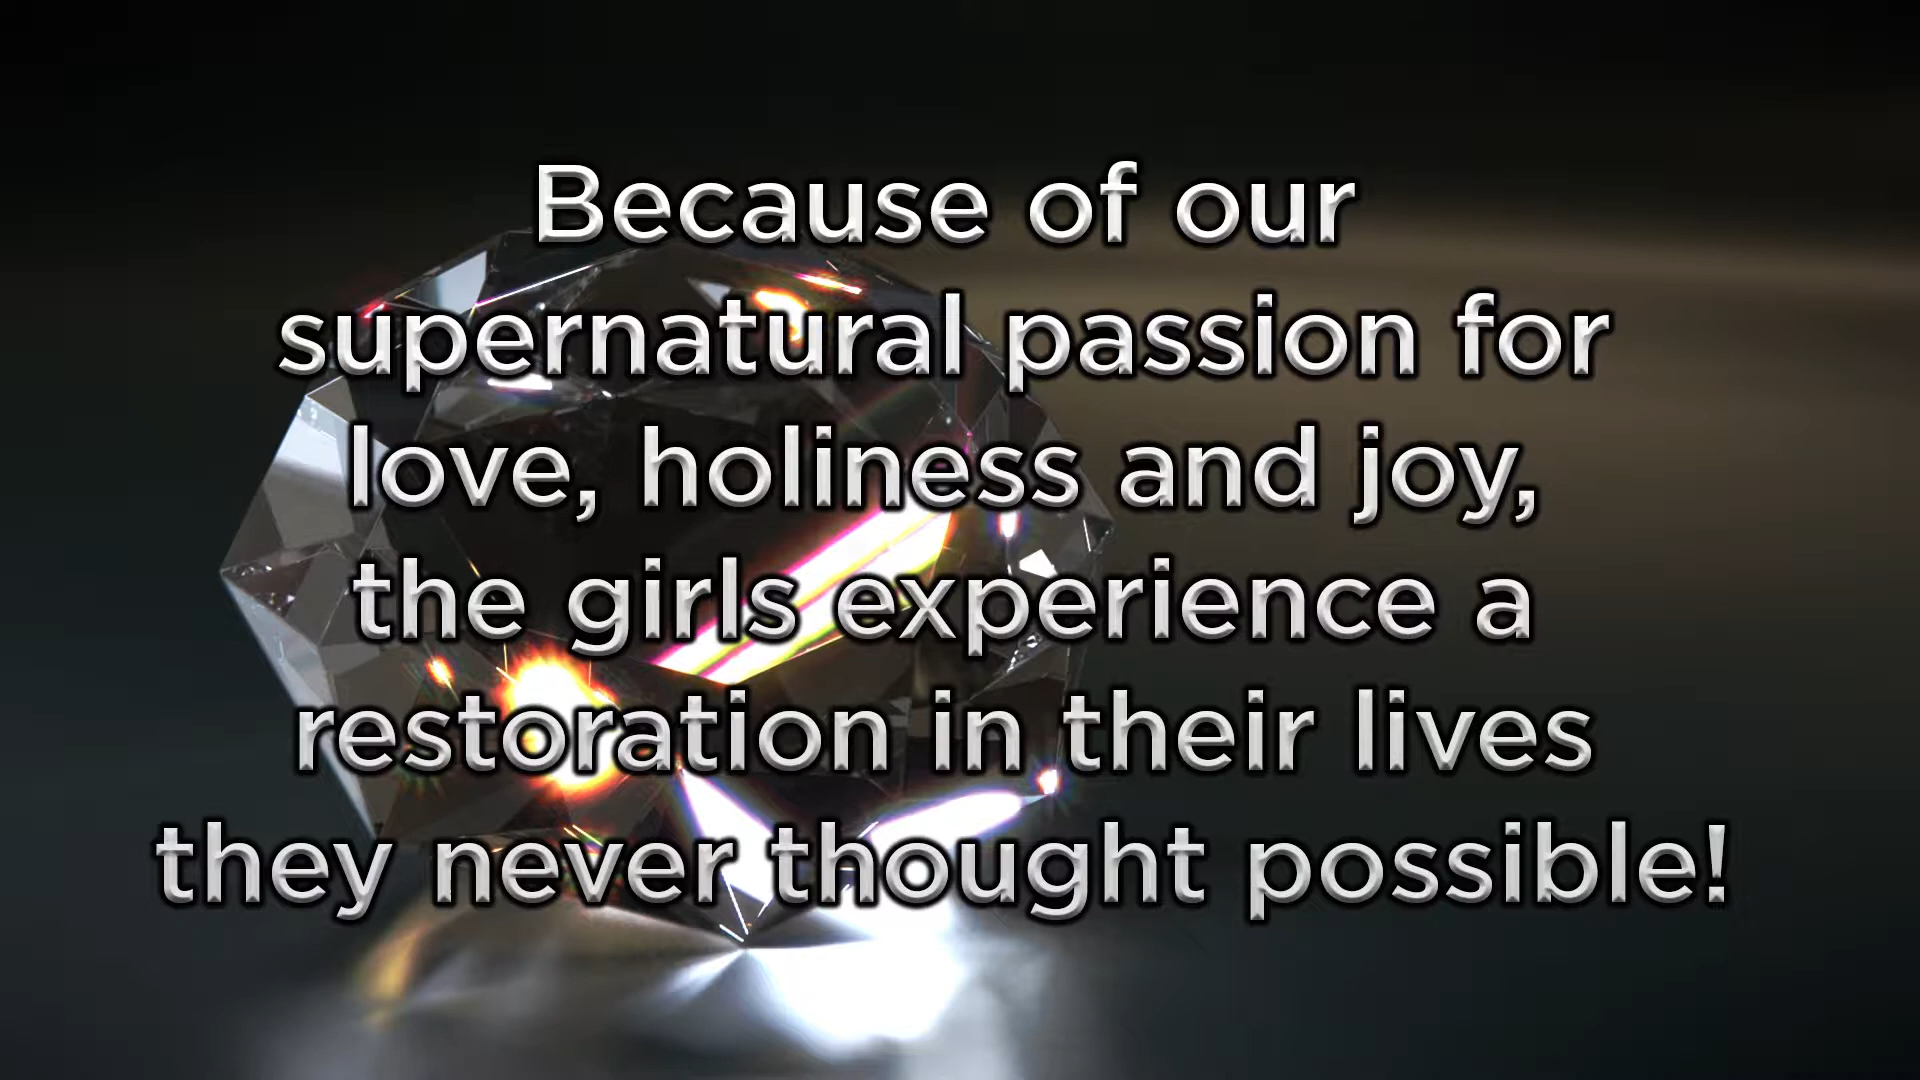 Because of our
supernatural passion for
love, holiness and joy,
the girls experience a
restoration in their lives
they never thought possible!